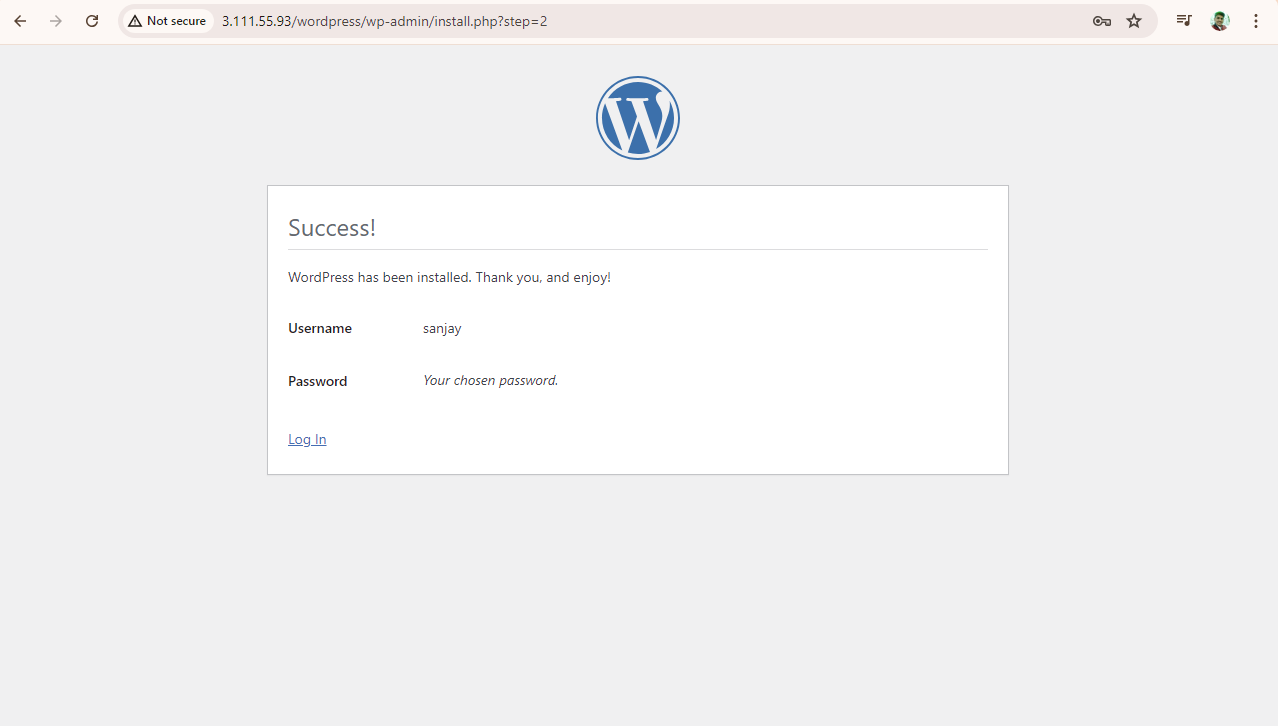 Not secure 3.111.55.93/wordpress/wp-admin/install.php?step=2
W
Success!
WordPress has been installed. Thank you, and enjoy!
Username sanjay
Password Your chosen password.
Log In